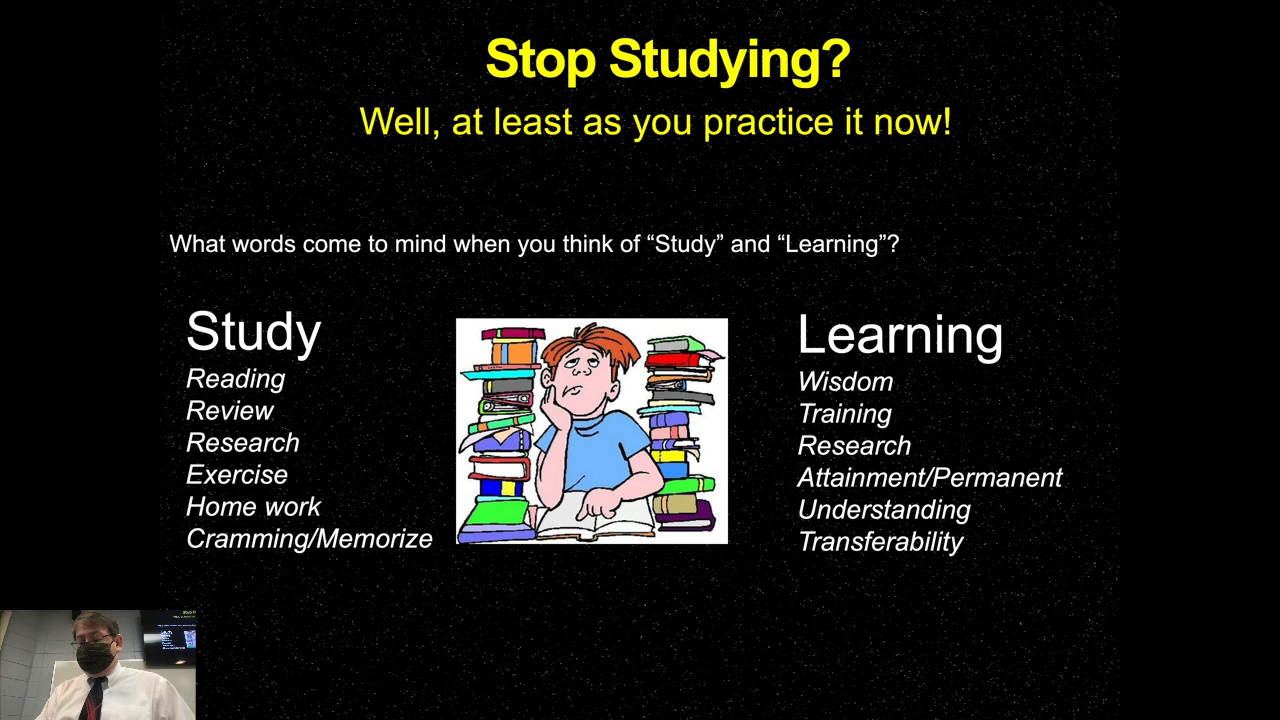 Stop Studying?
Well, at least as you practice it now!
What words come to mind when you think of “Study” and “Learning”?
Study
Reading
Review
Research
Exercise
Home work
Cramming/Memorize
Learning
Wisdom
Training
Research
Attainment/Permanent
Understanding
Transferability